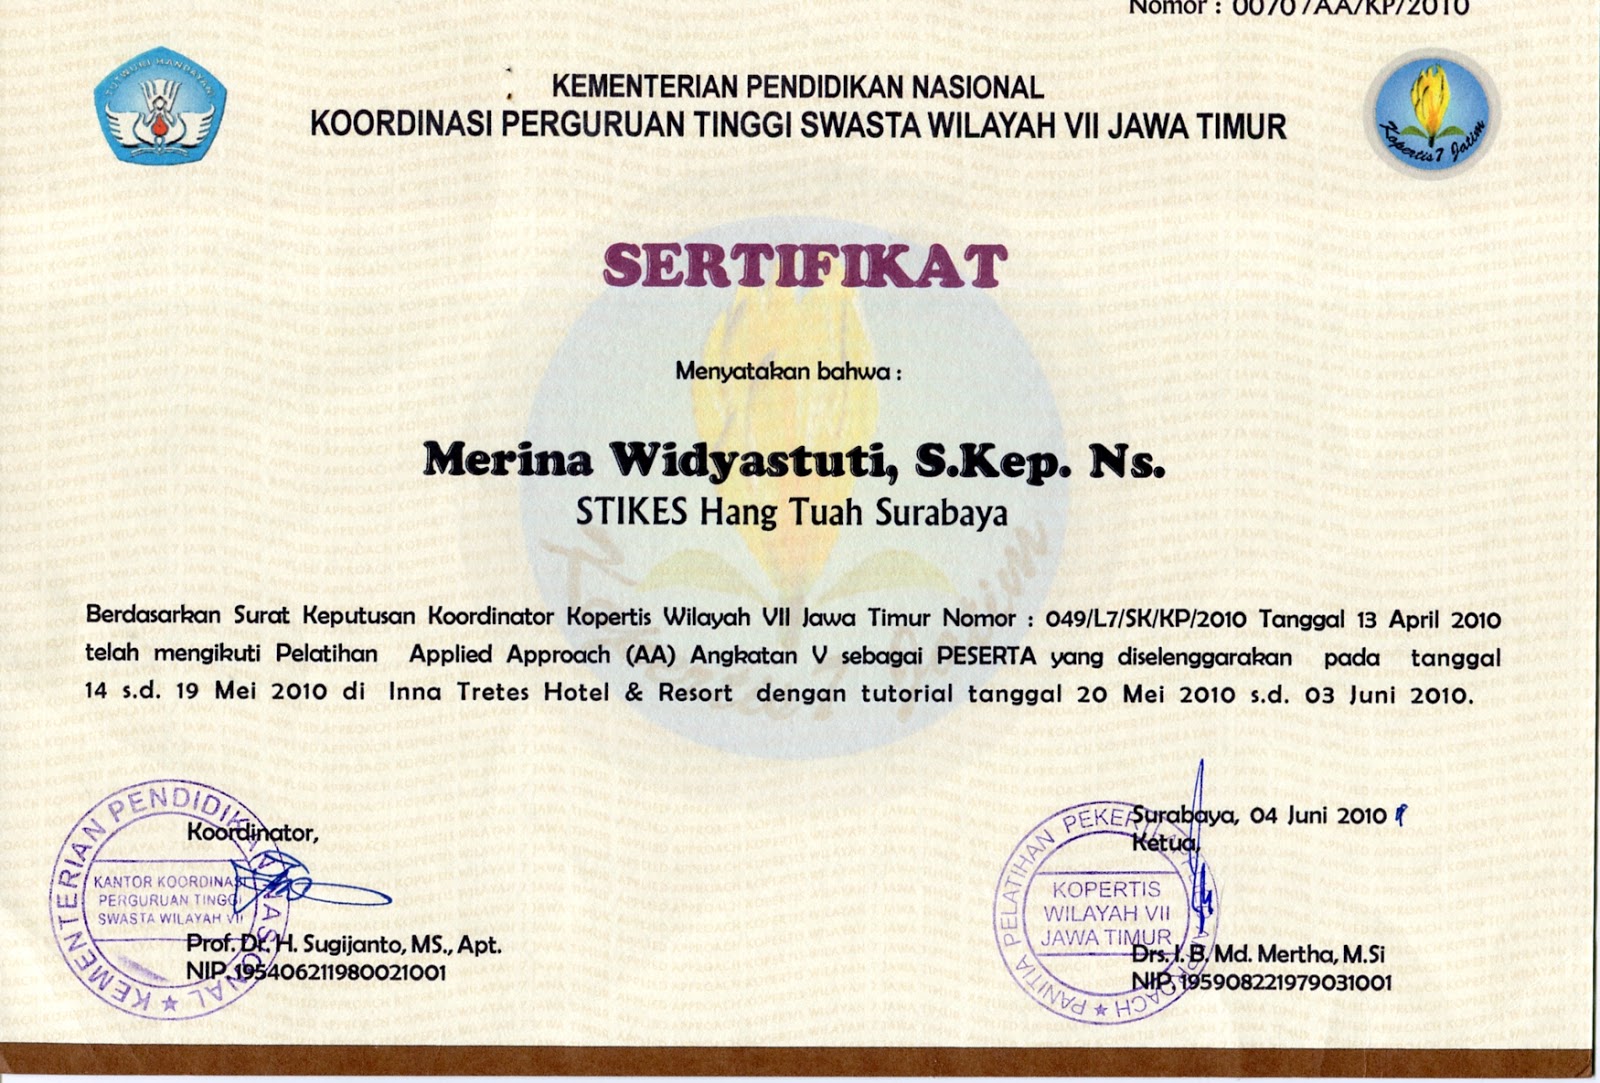 Nomor : 0070/AA/KP/2010
TUT WURI HANDAYANI
KEMENTERIAN PENDIDIKAN NASIONAL
KOORDINASI PERGURUAN TINGGI SWASTA WILAYAH VII JAWA TIMUR
Kopertis7 Jatim
SERTIFIKAT
Menyatakan bahwa :
Merina Widyastuti, S.Kep. Ns.
STIKES Hang Tuah Surabaya
Berdasarkan Surat Keputusan Koordinator Kopertis Wilayah VII Jawa Timur Nomor : 049/L7/SK/KP/2010 Tanggal 13 April 2010
telah mengikuti Pelatihan Applied Approach (AA) Angkatan V sebagai PESERTA yang diselenggarakan pada tanggal
14 s.d. 19 Mei 2010 di Inna Tretes Hotel & Resort dengan tutorial tanggal 20 Mei 2010 s.d. 03 Juni 2010.
Koordinator,
KEMENTERIAN PENDIDIKAN NASIONAL
KANTOR KOORDINASI
PERGURUAN TINGGI
SWASTA WILAYAH VII
Prof. Dr. H. Sugijanto, MS., Apt.
NIP. 195406211980021001
Surabaya, 04 Juni 2010
Ketua,
PANITIA PELATIHAN
KOPERTIS
WILAYAH VII
JAWA TIMUR
Drs. I. B. Md. Mertha, M.Si
NIP. 195908221979031001